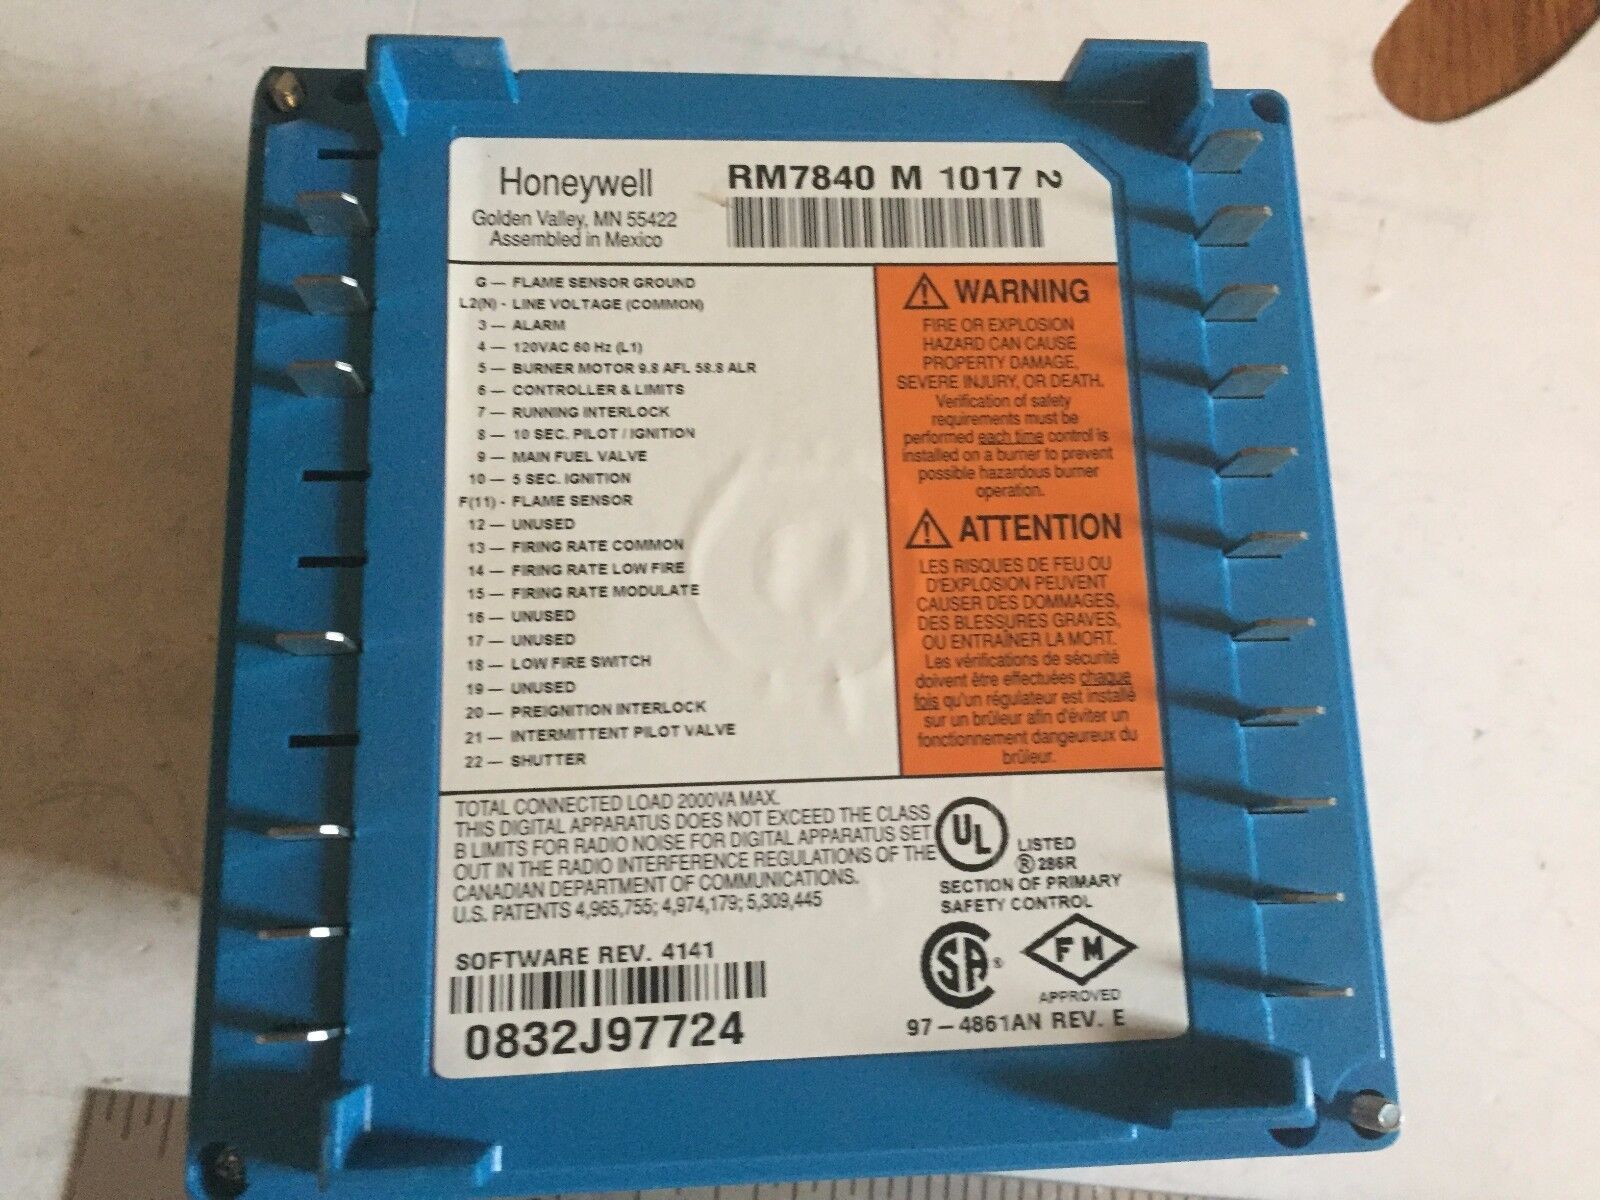 Honeywell
Golden Valley, MN 55422
Assembled in Mexico
RM7840 M 1017 2
G — FLAME SENSOR GROUND
L2(N) - LINE VOLTAGE (COMMON)
3 — ALARM
4 — 120VAC 60 Hz (L1)
5 — BURNER MOTOR 9.8 AFL 58.8 ALR
6 — CONTROLLER & LIMITS
7 — RUNNING INTERLOCK
8 — 10 SEC. PILOT / IGNITION
9 — MAIN FUEL VALVE
10 — 5 SEC. IGNITION
F(11) - FLAME SENSOR
12 — UNUSED
13 — FIRING RATE COMMON
14 — FIRING RATE LOW FIRE
15 — FIRING RATE MODULATE
16 — UNUSED
17 — UNUSED
18 — LOW FIRE SWITCH
19 — UNUSED
20 — PREIGNITION INTERLOCK
21 — INTERMITTENT PILOT VALVE
22 — SHUTTER
WARNING
FIRE OR EXPLOSION
HAZARD CAN CAUSE
PROPERTY DAMAGE,
SEVERE INJURY, OR DEATH.
Verification of safety
requirements must be
performed each time control is
installed on a burner to prevent
possible hazardous burner
operation.
ATTENTION
LES RISQUES DE FEU OU
D'EXPLOSION PEUVENT
CAUSER DES DOMMAGES,
DES BLESSURES GRAVES,
OU ENTRAÎNER LA MORT.
Les vérifications de sécurité
doivent être effectuées chaque
fois qu'un régulateur est installé
sur un brûleur afin d'éviter un
fonctionnement dangeureux du
brûleur.
TOTAL CONNECTED LOAD 2000VA MAX.
THIS DIGITAL APPARATUS DOES NOT EXCEED THE CLASS
B LIMITS FOR RADIO NOISE FOR DIGITAL APPARATUS SET
OUT IN THE RADIO INTERFERENCE REGULATIONS OF THE
CANADIAN DEPARTMENT OF COMMUNICATIONS.
U.S. PATENTS 4,965,755; 4,974,179; 5,309,445
UL LISTED
® 286R
SECTION OF PRIMARY
SAFETY CONTROL
SA ®
FM
APPROVED
SOFTWARE REV. 4141
0832J97724
97-4861AN REV. E